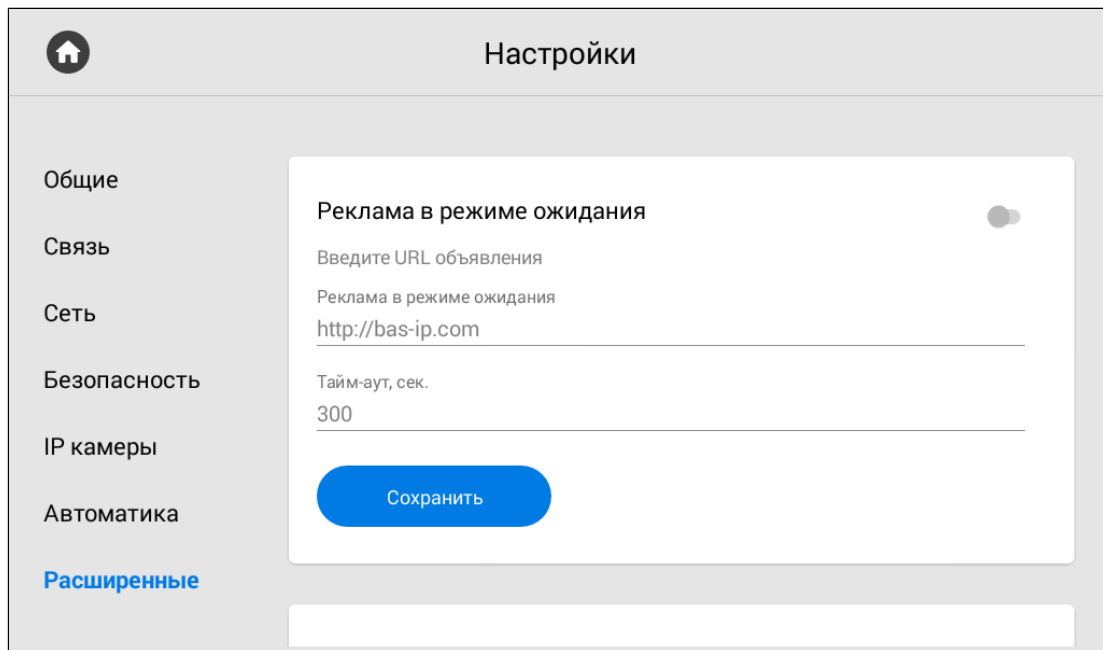 Настройки
Общие
Связь
Сеть
Безопасность
IP камеры
Автоматика
Расширенные
Реклама в режиме ожидания
Введите URL объявления
Реклама в режиме ожидания
http://bas-ip.com
Тайм-аут, сек.
300
Сохранить